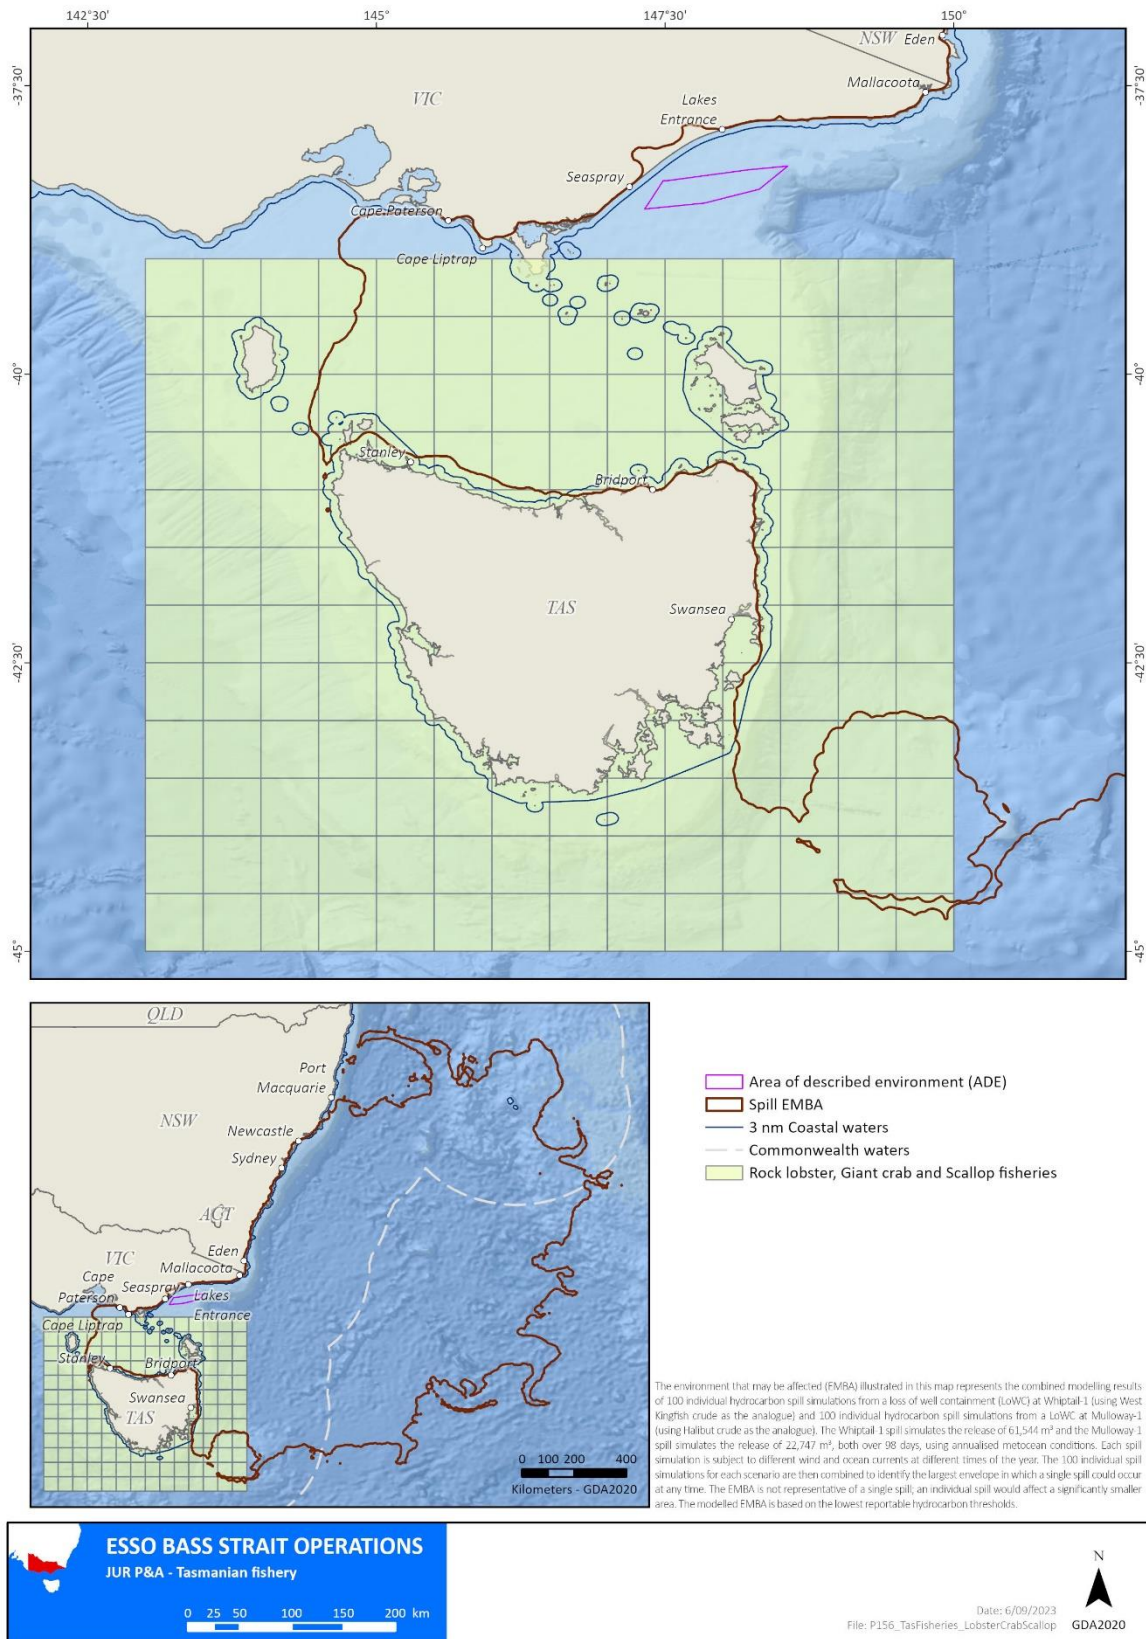 142°30'
145°
147°30'
150°
NSW
Eden
-37°30'
-37°30'
Mallacoota
VIC
Lakes
Entrance
Seaspray
Cape Paterson
Cape Liptrap
-40°
-40°
Stanley
Bridport
TAS
Swansea
-42°30'
-42°30'
-45°
-45°
QLD
Port
Macquarie
NSW
Newcastle
Sydney
ACT
Eden
VIC
Mallacoota
Cape
Seaspray
Paterson
Lakes
Entrance
Cape Liptrap
Stanley
Bridport
Swansea
TAS
0 100 200 400
Kilometers - GDA2020
Area of described environment (ADE)
Spill EMBA
3 nm Coastal waters
Commonwealth waters
Rock lobster, Giant crab and Scallop fisheries
The environment that may be affected (EMBA) illustrated in this map represents the combined modelling results
of 100 individual hydrocarbon spill simulations from a loss of well containment (LoWC) at Whiptail-1 (using West
Kingfish crude as the analogue) and 100 individual hydrocarbon spill simulations from a LoWC at Mulloway-1
(using Halibut crude as the analogue). The Whiptail-1 spill simulates the release of 61,544 m³ and the Mulloway-1
spill simulates the release of 22,747 m³, both over 98 days, using annualised metocean conditions. Each spill
simulation is subject to different wind and ocean currents at different times of the year. The 100 individual spill
simulations for each scenario are then combined to identify the largest envelope in which a single spill could occur
at any time. The EMBA is not representative of a single spill; an individual spill would affect a significantly smaller
area. The modelled EMBA is based on the lowest reportable hydrocarbon thresholds.
ESSO BASS STRAIT OPERATIONS
JUR P&A - Tasmanian fishery
0 25 50 100 150 200 km
N
GDA2020
Date: 6/09/2023
File: P156_TasFisheries_LobsterCrabScallop